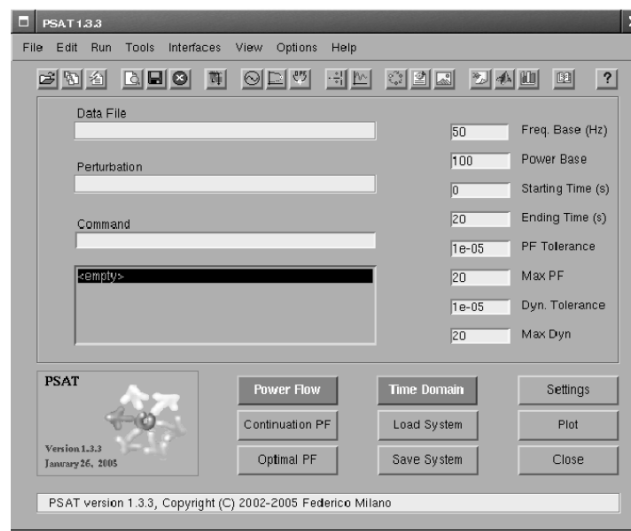 PSAT 1.3.3
File Edit Run Tools Interfaces View Options Help
?
Data File
Perturbation
Command
<empty>
50 Freq. Base (Hz)
100 Power Base
0 Starting Time (s)
20 Ending Time (s)
1e-05 PF Tolerance
20 Max PF
1e-05 Dyn. Tolerance
20 Max Dyn
PSAT
Version 1.3.3
January 26, 2005
Power Flow Time Domain Settings
Continuation PF Load System Plot
Optimal PF Save System Close
PSAT version 1.3.3, Copyright (C) 2002-2005 Federico Milano